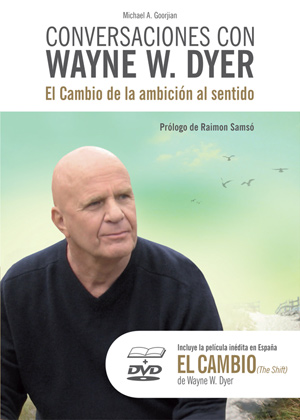 Michael A. Goorjian
CONVERSACIONES CON
WAYNE W. DYER
El Cambio de la ambición al sentido
Prólogo de Raimon Samsó
+
DVD
Incluye la película inédita en España
EL CAMBIO (The Shift)
de Wayne W. Dyer